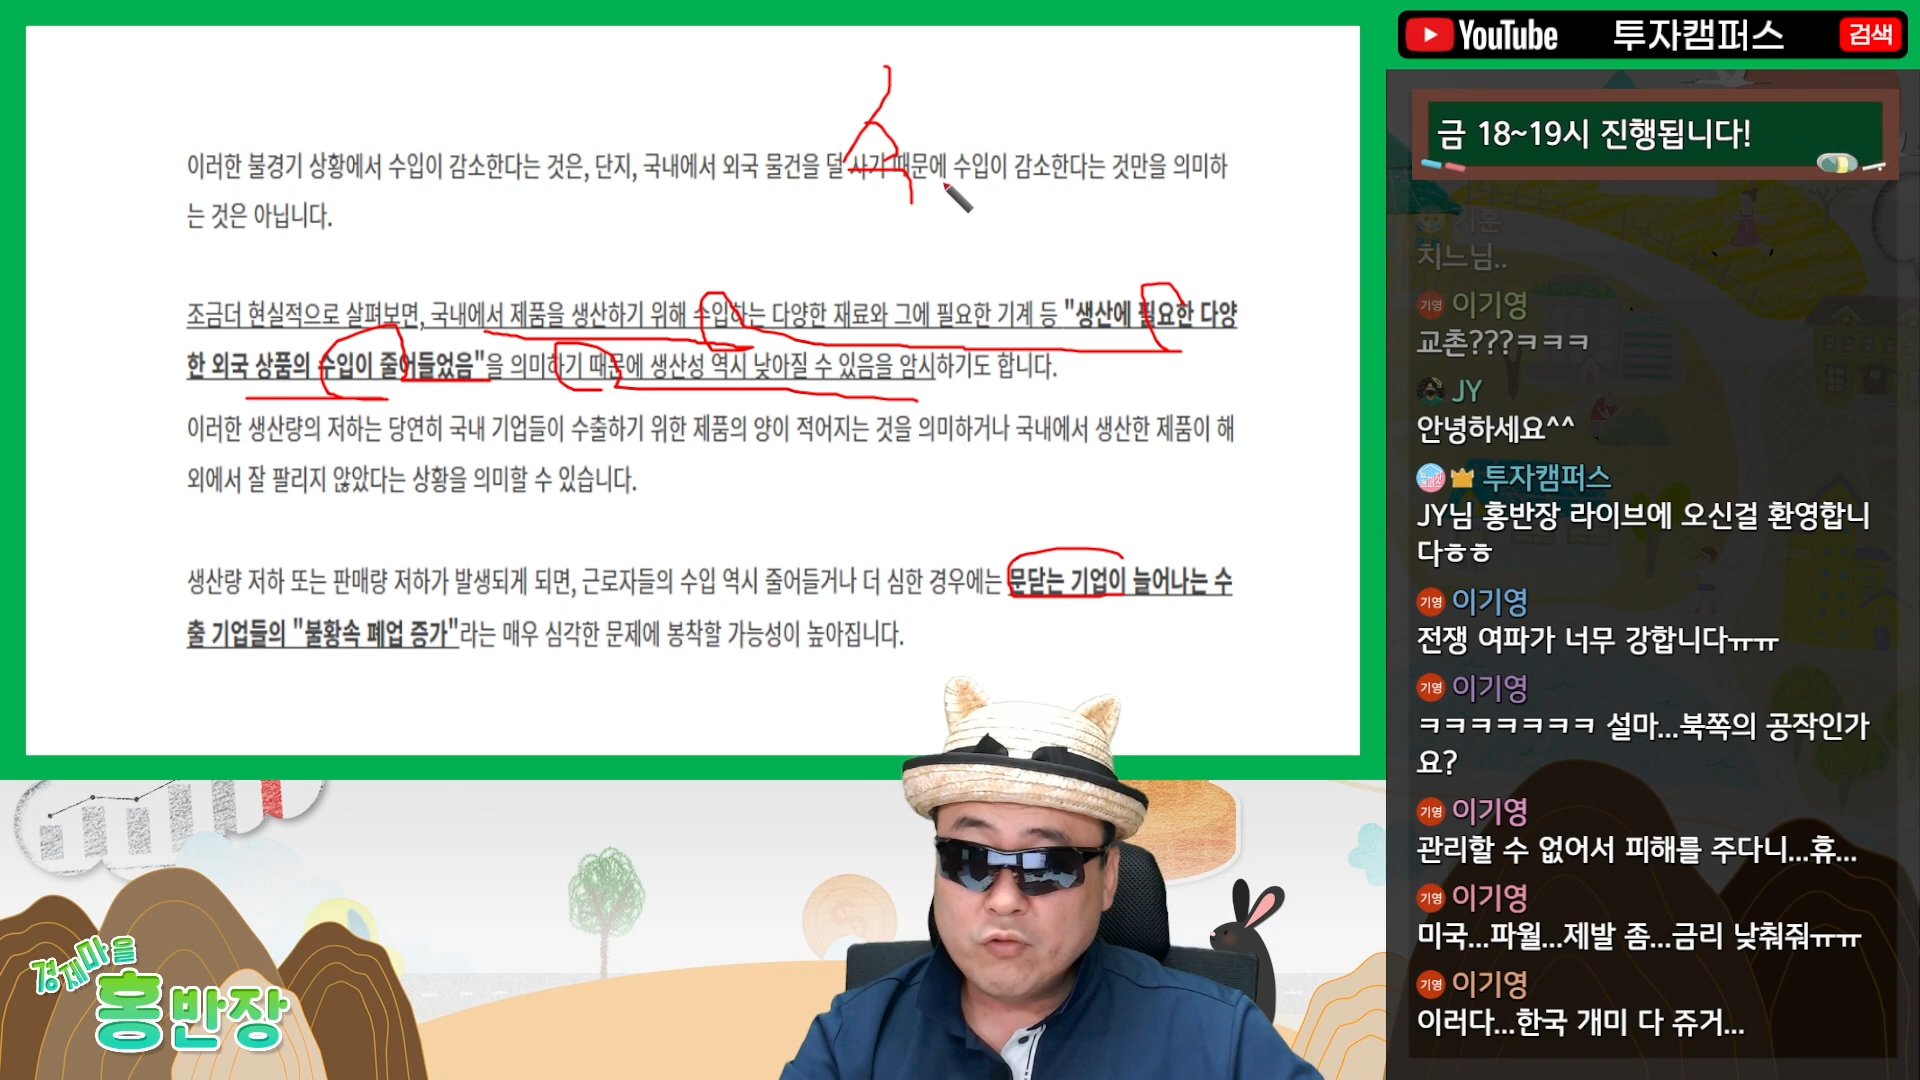 YouTube 투자캠퍼스 검색
금 18~19시 진행됩니다!
이러한 불경기 상황에서 수입이 감소한다는 것은, 단지, 국내에서 외국 물건을 덜 사기 때문에 수입이 감소한다는 것만을 의미하
는 것은 아닙니다.
조금더 현실적으로 살펴보면, 국내에서 제품을 생산하기 위해 수입하는 다양한 재료와 그에 필요한 기계 등 "생산에 필요한 다양
한 외국 상품의 수입이 줄어들었음"을 의미하기 때문에 생산성 역시 낮아질 수 있음을 암시하기도 합니다.
이러한 생산량의 저하는 당연히 국내 기업들이 수출하기 위한 제품의 양이 적어지는 것을 의미하거나 국내에서 생산한 제품이 해
외에서 잘 팔리지 않았다는 상황을 의미할 수 있습니다.
생산량 저하 또는 판매량 저하가 발생되게 되면, 근로자들의 수입 역시 줄어들거나 더 심한 경우에는 문닫는 기업이 늘어나는 수
출 기업들의 "불황속 폐업 증가"라는 매우 심각한 문제에 봉착할 가능성이 높아집니다.
치느님..
기영 이기영
교촌???ㅋㅋㅋ
JY
안녕하세요^^
투자캠퍼스
JY님 홍반장 라이브에 오신걸 환영합니
다ㅎㅎ
기영 이기영
전쟁 여파가 너무 강합니다ㅠㅠ
기영 이기영
ㅋㅋㅋㅋㅋㅋㅋ 설마...북쪽의 공작인가
요?
기영 이기영
관리할 수 없어서 피해를 주다니...휴...
기영 이기영
미국...파월...제발 좀...금리 낮춰줘ㅠㅠ
기영 이기영
이러다...한국 개미 다 쥬거...
경제마을
홍반장